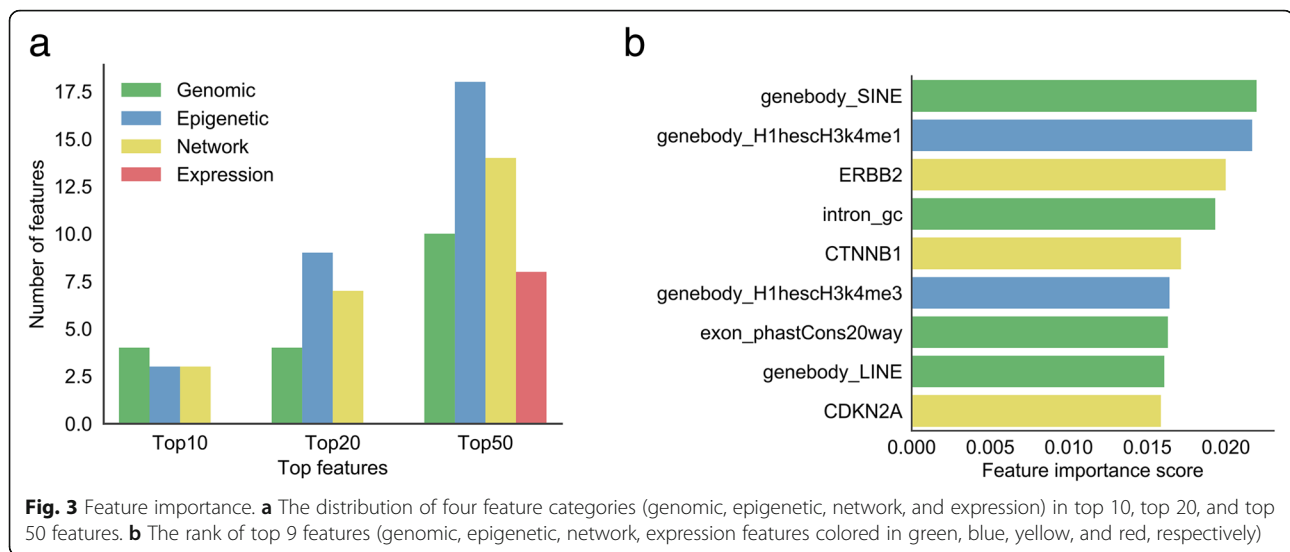 a
17.5
15.0
12.5
10.0
7.5
5.0
2.5
0.0
Number of features
Genomic
Epigenetic
Network
Expression
Top10 Top20 Top50
Top features
b
genebody_SINE
genebody_H1hescH3k4me1
ERBB2
intron_gc
CTNNB1
genebody_H1hescH3k4me3
exon_phastCons20way
genebody_LINE
CDKN2A
0.000 0.005 0.010 0.015 0.020
Feature importance score
Fig. 3 Feature importance. a The distribution of four feature categories (genomic, epigenetic, network, and expression) in top 10, top 20, and top
50 features. b The rank of top 9 features (genomic, epigenetic, network, expression features colored in green, blue, yellow, and red, respectively)